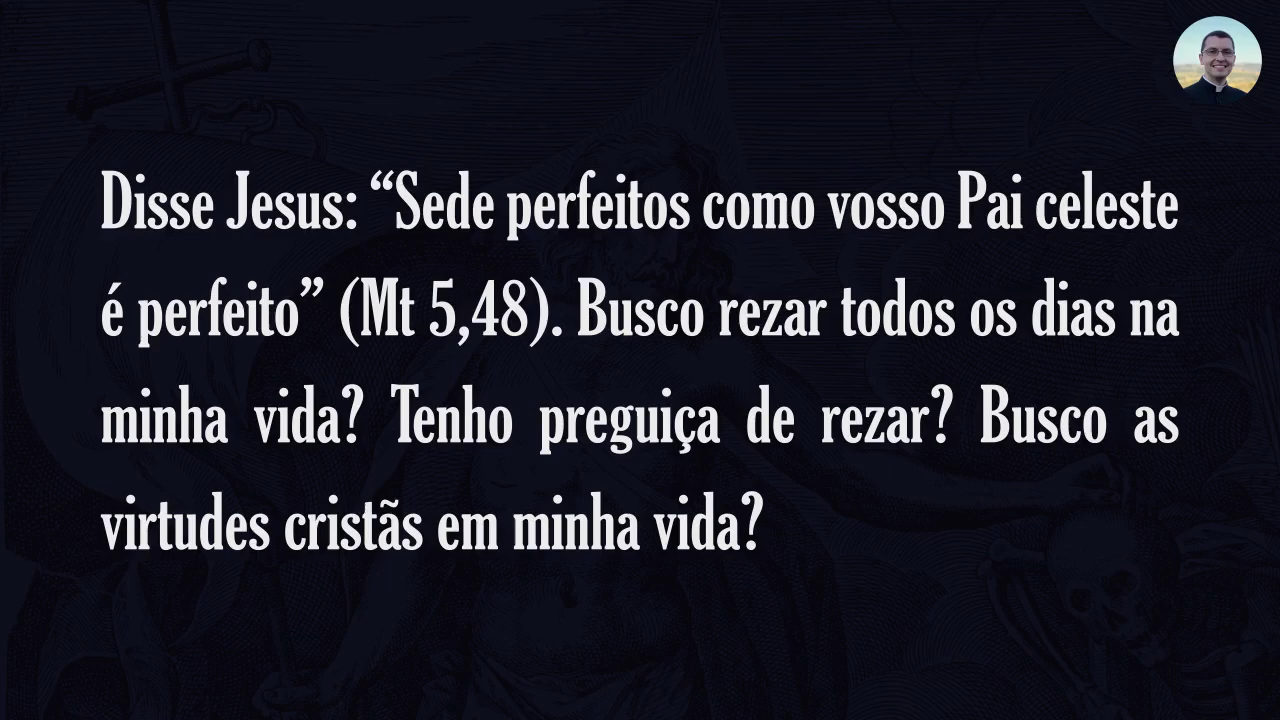 Disse Jesus: “Sede perfeitos como vosso Pai celeste
é perfeito” (Mt 5,48). Busco rezar todos os dias na
minha vida? Tenho preguiça de rezar? Busco as
virtudes cristãs em minha vida?